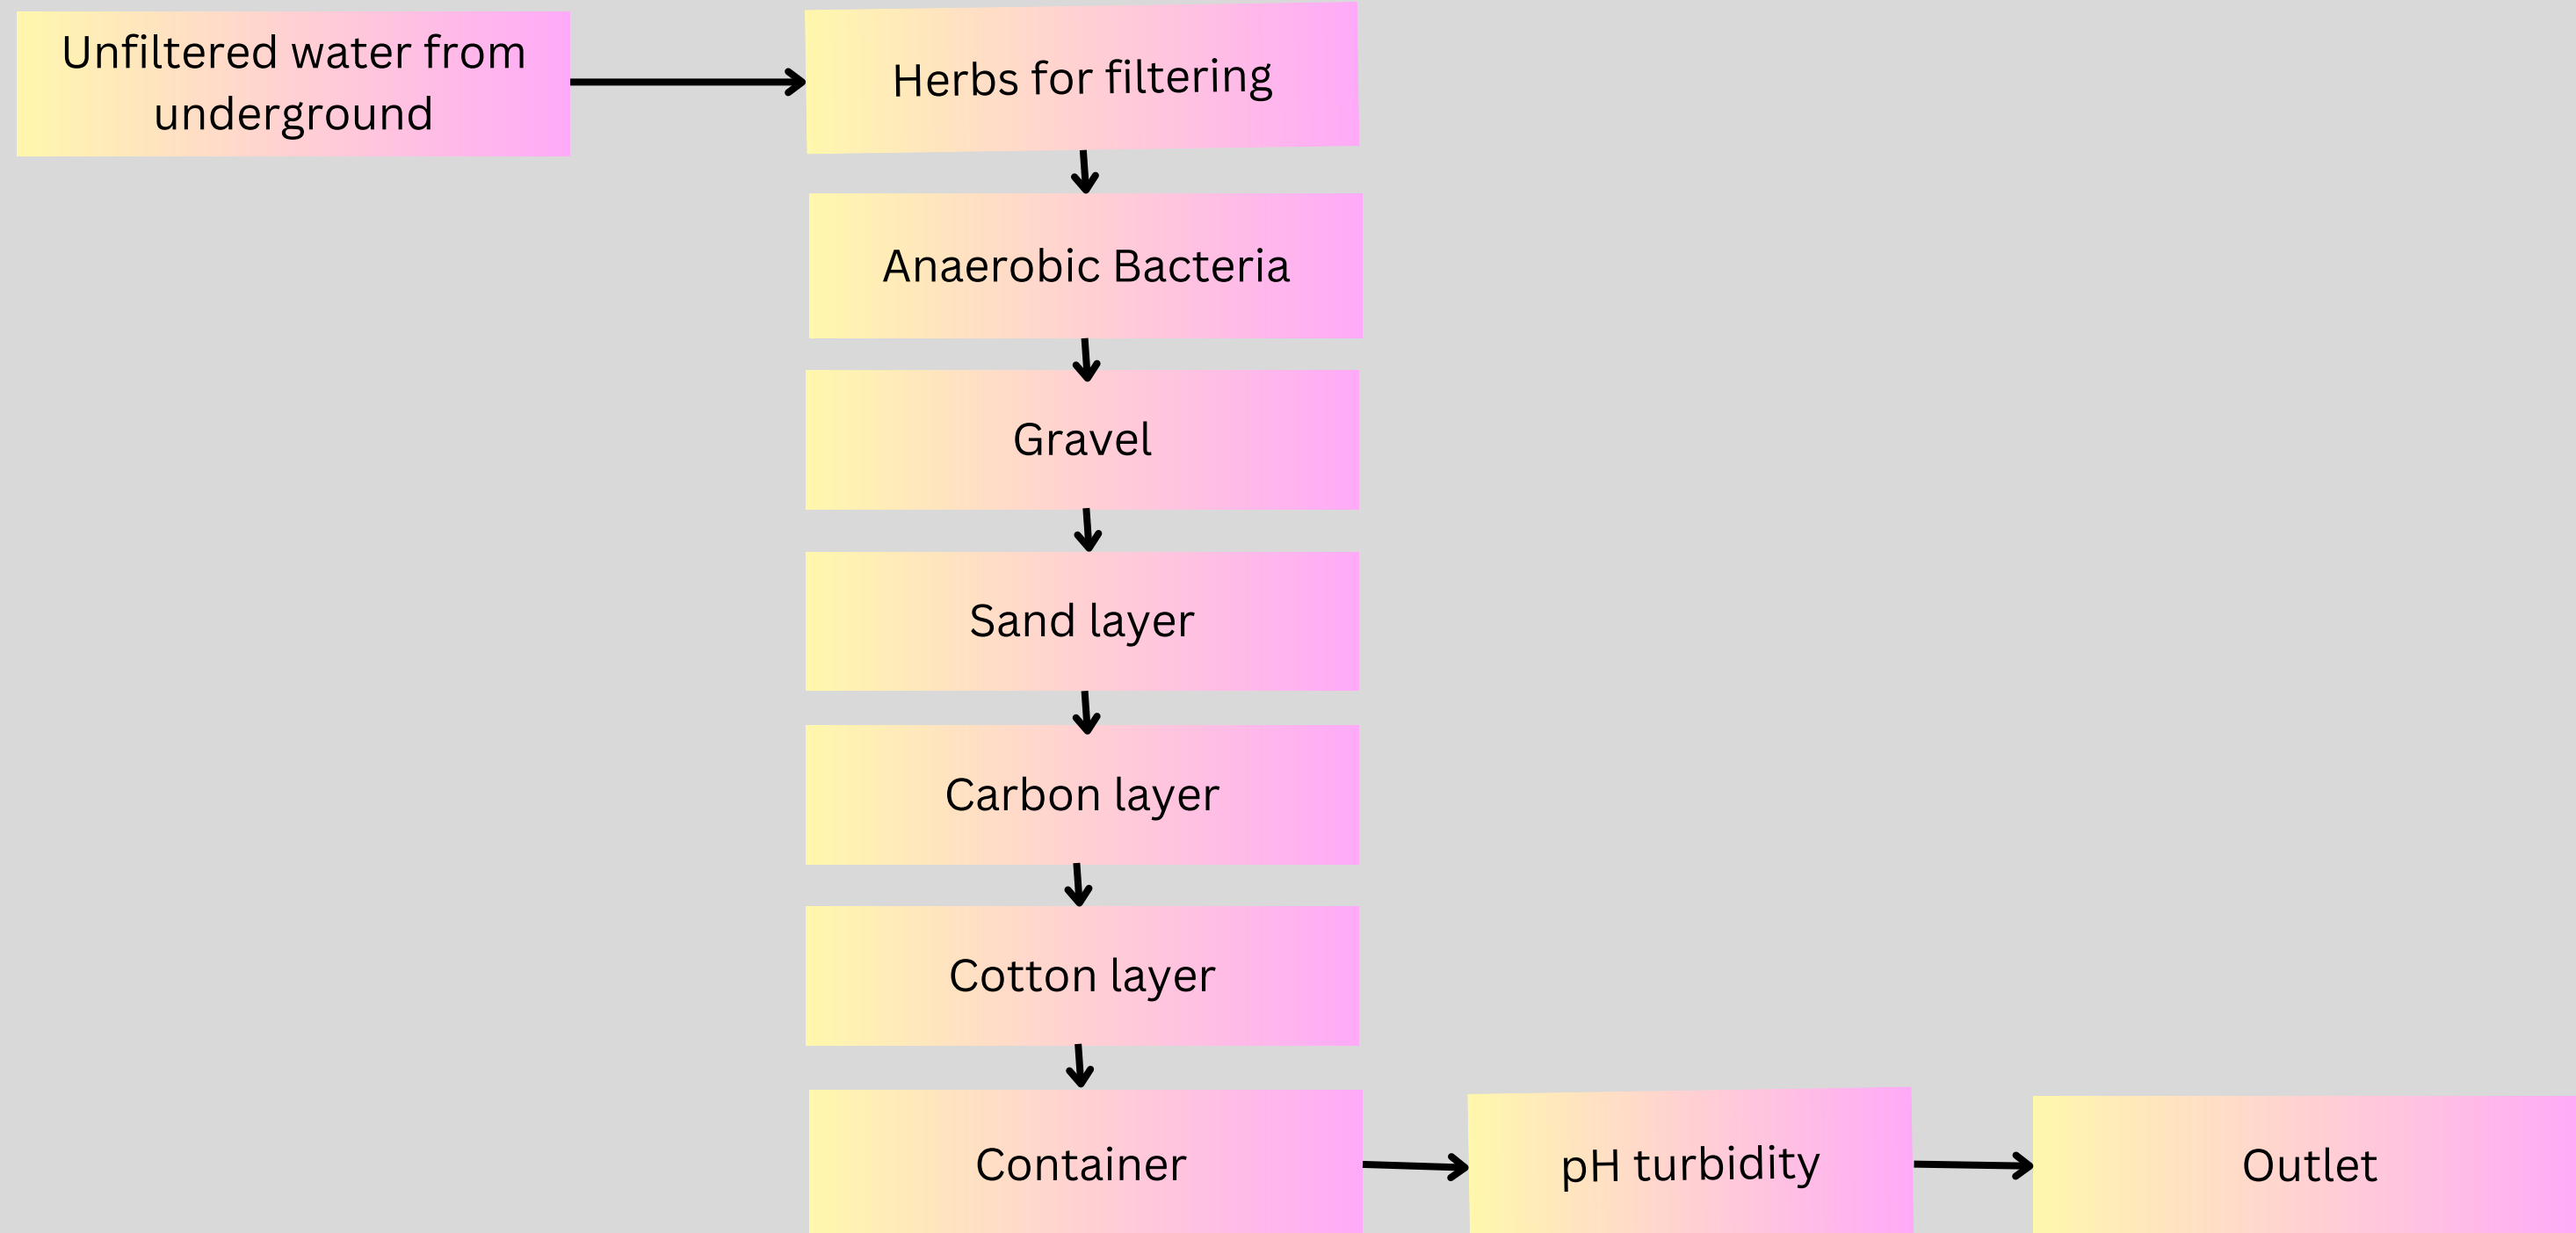 Unfiltered water from
underground
Herbs for filtering
Anaerobic Bacteria
Gravel
Sand layer
Carbon layer
Cotton layer
Container
pH turbidity
Outlet